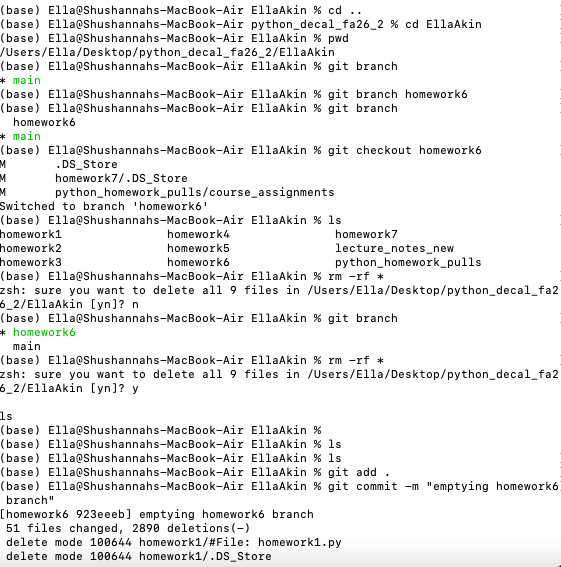 (base) Ella@Shushannahs-MacBook-Air EllaAkin % cd ..
(base) Ella@Shushannahs-MacBook-Air python_decal_fa26_2 % cd EllaAkin
(base) Ella@Shushannahs-MacBook-Air EllaAkin % pwd
/Users/Ella/Desktop/python_decal_fa26_2/EllaAkin
(base) Ella@Shushannahs-MacBook-Air EllaAkin % git branch
* main
(base) Ella@Shushannahs-MacBook-Air EllaAkin % git branch homework6
(base) Ella@Shushannahs-MacBook-Air EllaAkin % git branch
  homework6
* main
(base) Ella@Shushannahs-MacBook-Air EllaAkin % git checkout homework6
M       .DS_Store
M       homework7/.DS_Store
M       python_homework_pulls/course_assignments
Switched to branch 'homework6'
(base) Ella@Shushannahs-MacBook-Air EllaAkin % ls
homework1               homework4               homework7
homework2               homework5               lecture_notes_new
homework3               homework6               python_homework_pulls
(base) Ella@Shushannahs-MacBook-Air EllaAkin % rm -rf *
zsh: sure you want to delete all 9 files in /Users/Ella/Desktop/python_decal_fa2
6_2/EllaAkin [yn]? n
(base) Ella@Shushannahs-MacBook-Air EllaAkin % git branch
* homework6
  main
(base) Ella@Shushannahs-MacBook-Air EllaAkin % rm -rf *
zsh: sure you want to delete all 9 files in /Users/Ella/Desktop/python_decal_fa2
6_2/EllaAkin [yn]? y
ls
(base) Ella@Shushannahs-MacBook-Air EllaAkin %
(base) Ella@Shushannahs-MacBook-Air EllaAkin % ls
(base) Ella@Shushannahs-MacBook-Air EllaAkin % ls
(base) Ella@Shushannahs-MacBook-Air EllaAkin % git add .
(base) Ella@Shushannahs-MacBook-Air EllaAkin % git commit -m "emptying homework6
 branch"
[homework6 923eeeb] emptying homework6 branch
 51 files changed, 2890 deletions(-)
 delete mode 100644 homework1/#File: homework1.py
 delete mode 100644 homework1/.DS_Store